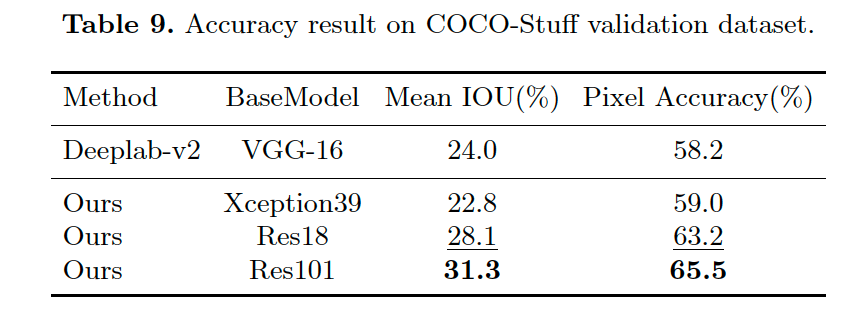 Table 9. Accuracy result on COCO-Stuff validation dataset.
Method BaseModel Mean IOU(%) Pixel Accuracy(%)
Deeplab-v2 VGG-16 24.0 58.2
Ours Xception39 22.8 59.0
Ours Res18 28.1 63.2
Ours Res101 31.3 65.5